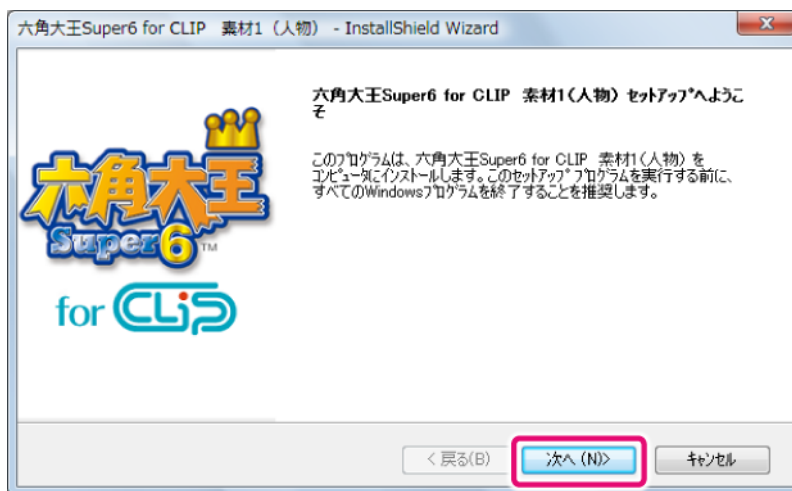 六角大王Super6 for CLIP 素材1（人物） - InstallShield Wizard
六角大王Super6 for CLIP 素材1(人物) セットアップへようこ
そ
このプログラムは、六角大王Super6 for CLIP 素材1(人物) を
コンピュータにインストールします。このセットアップ プログラムを実行する前に、
すべてのWindowsプログラムを終了することを推奨します。
六角大王
Super6™
for CLIP
< 戻る(B)
次へ (N)>
キャンセル